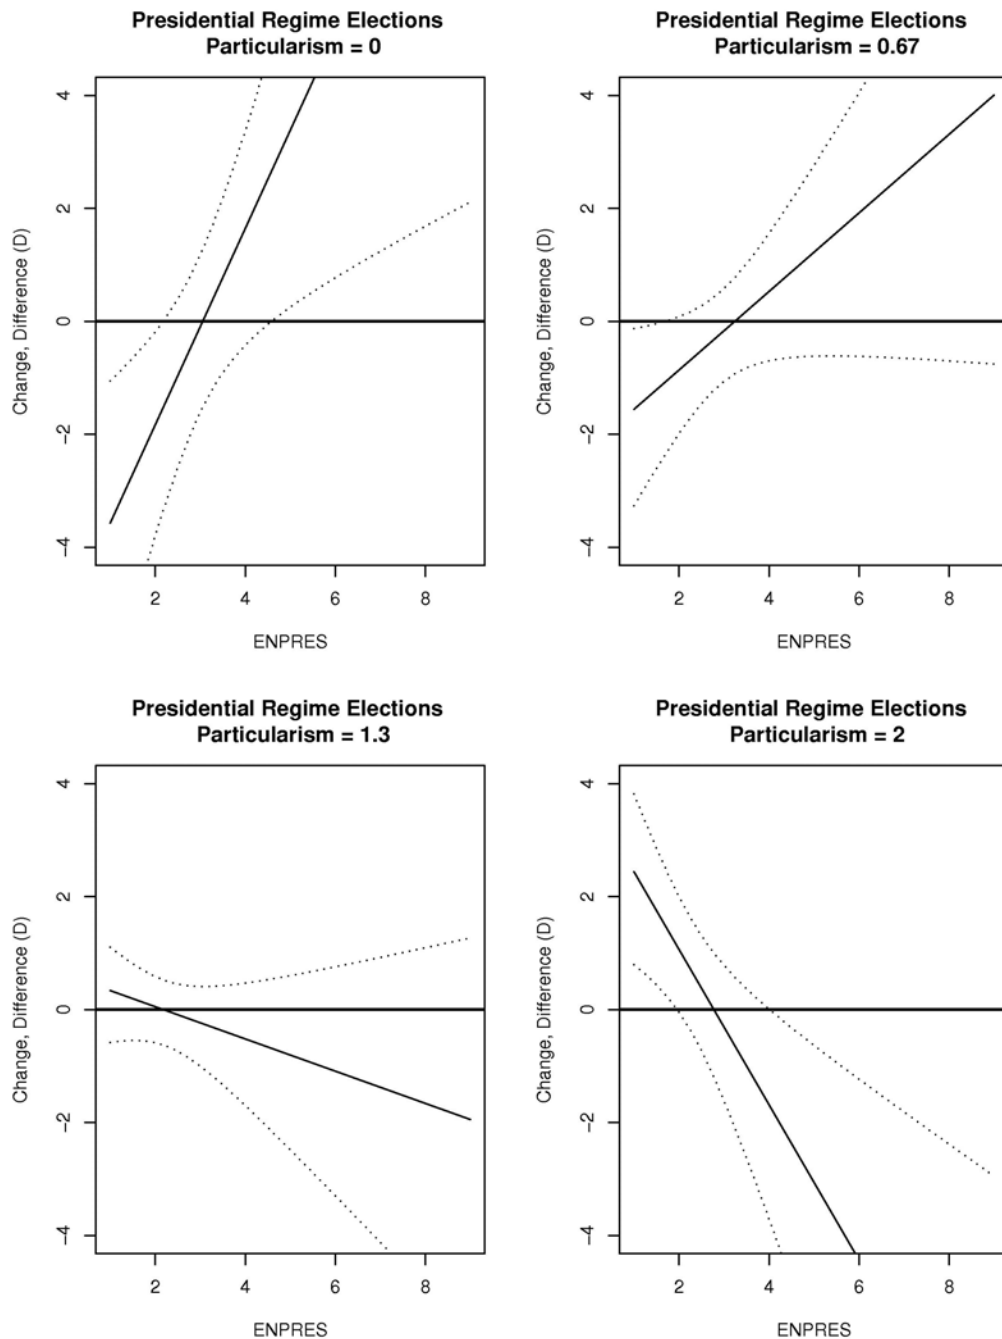 Presidential Regime Elections
Particularism = 0
Change, Difference (D)
4
2
0
−2
−4
2 4 6 8
ENPRES
Presidential Regime Elections
Particularism = 0.67
Change, Difference (D)
4
2
0
−2
−4
2 4 6 8
ENPRES
Presidential Regime Elections
Particularism = 1.3
Change, Difference (D)
4
2
0
−2
−4
2 4 6 8
ENPRES
Presidential Regime Elections
Particularism = 2
Change, Difference (D)
4
2
0
−2
−4
2 4 6 8
ENPRES